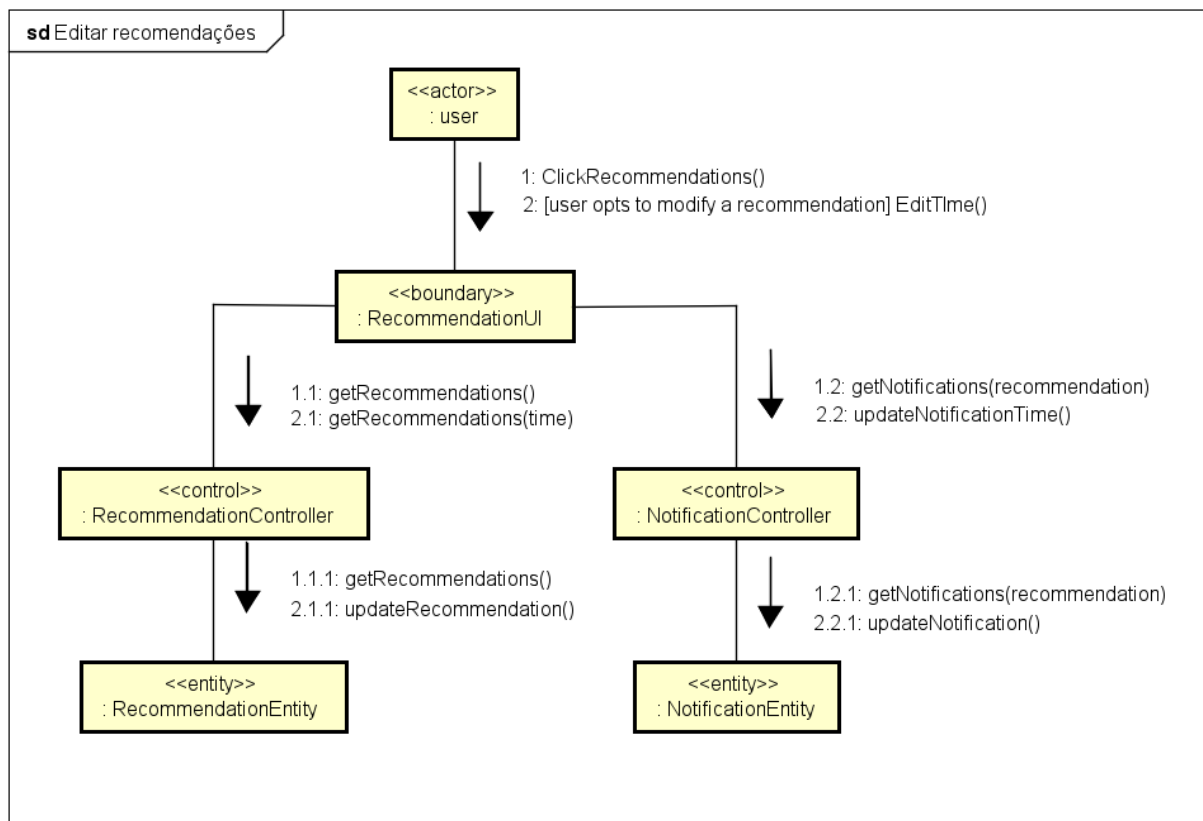 sd Editar recomendações
<<actor>>
: user
1: ClickRecommendations()
2: [user opts to modify a recommendation] EditTIme()
<<boundary>>
: RecommendationUI
1.1: getRecommendations()
2.1: getRecommendations(time)
1.2: getNotifications(recommendation)
2.2: updateNotificationTime()
<<control>>
: RecommendationController
<<control>>
: NotificationController
1.1.1: getRecommendations()
2.1.1: updateRecommendation()
1.2.1: getNotifications(recommendation)
2.2.1: updateNotification()
<<entity>>
: RecommendationEntity
<<entity>>
: NotificationEntity